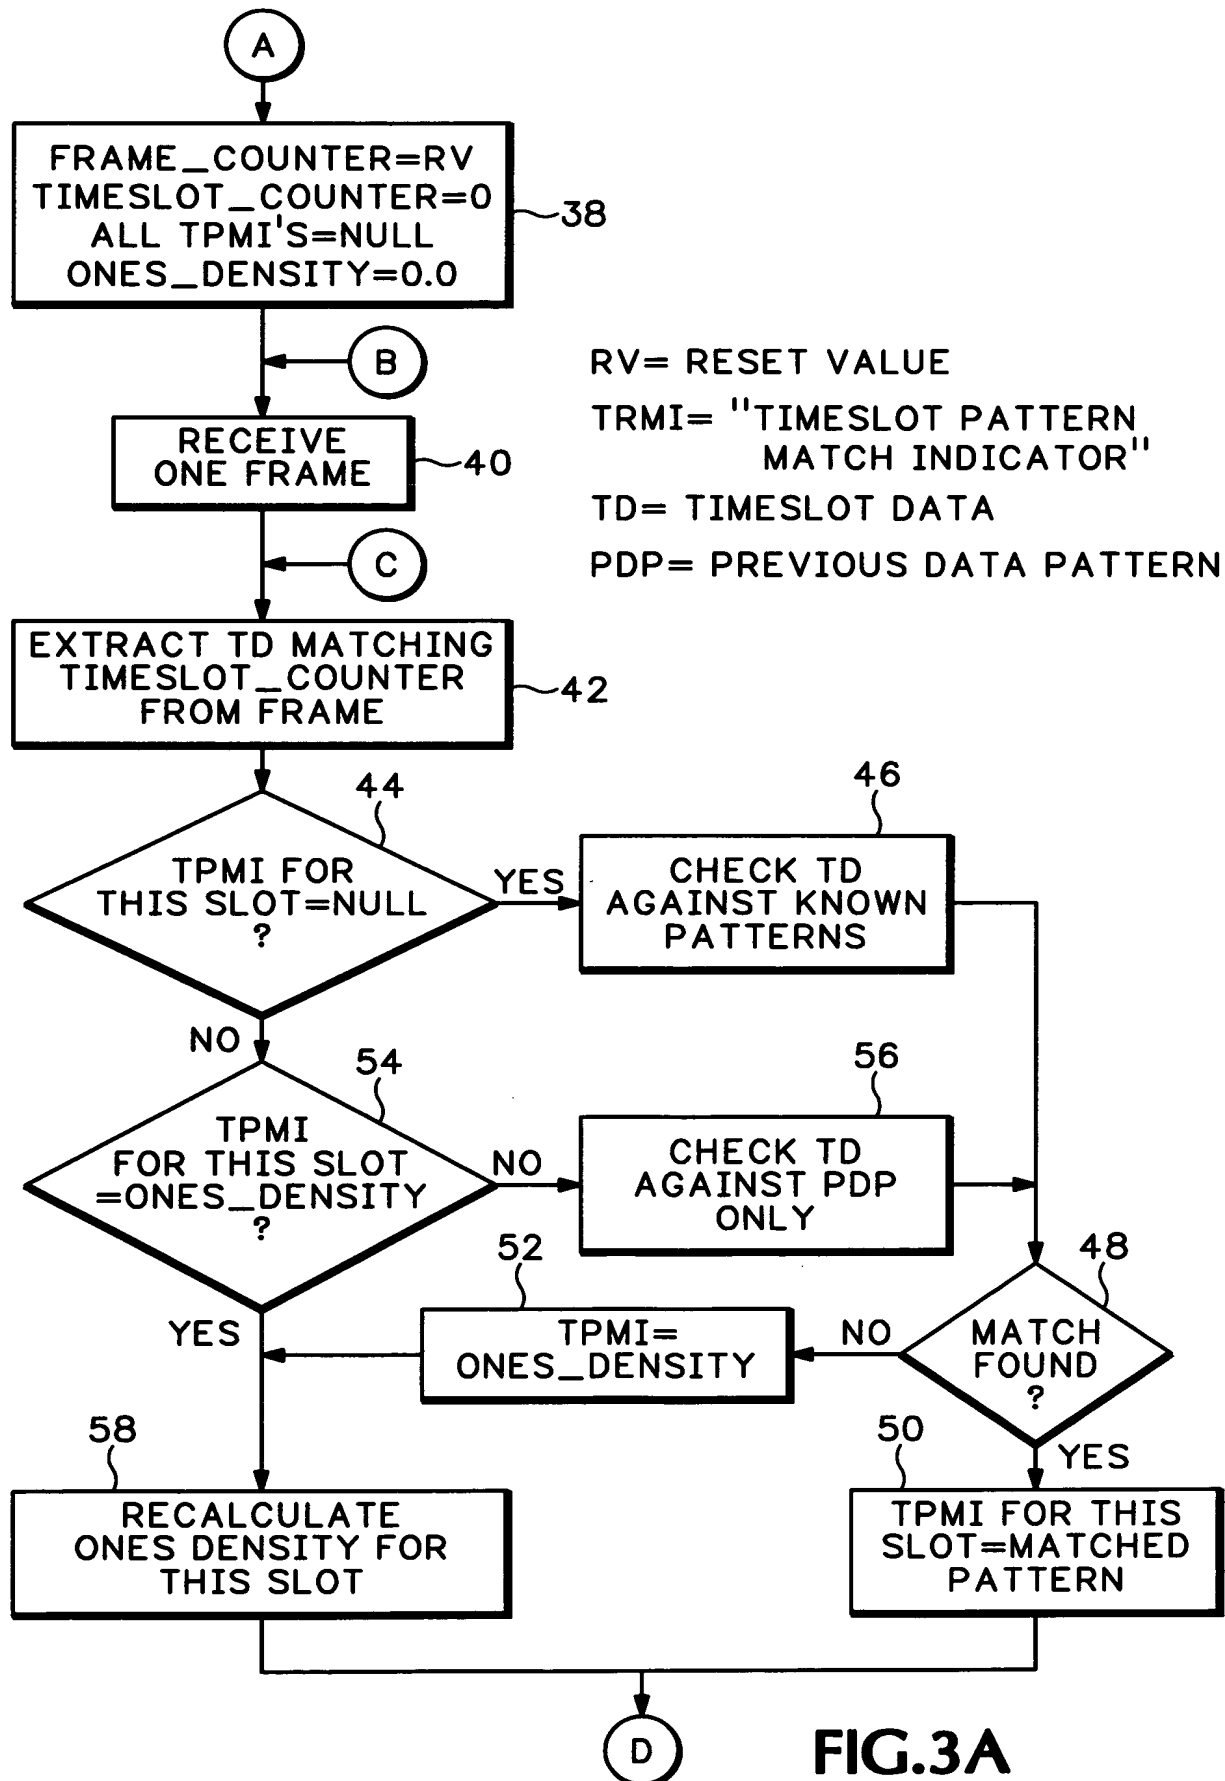 A
FRAME_COUNTER=RV
TIMESLOT_COUNTER=0
ALL TPMI'S=NULL
ONES_DENSITY=0.0
38
B
RV= RESET VALUE
TRMI= "TIMESLOT PATTERN
MATCH INDICATOR"
TD= TIMESLOT DATA
PDP= PREVIOUS DATA PATTERN
RECEIVE
ONE FRAME
40
C
EXTRACT TD MATCHING
TIMESLOT_COUNTER
FROM FRAME
42
44
TPMI FOR
THIS SLOT=NULL
?
YES
46
CHECK TD
AGAINST KNOWN
PATTERNS
NO
54
TPMI
FOR THIS SLOT
=ONES_DENSITY
?
NO
56
CHECK TD
AGAINST PDP
ONLY
48
MATCH
FOUND
?
NO
52
TPMI=
ONES_DENSITY
YES
YES
58
RECALCULATE
ONES DENSITY FOR
THIS SLOT
50
TPMI FOR THIS
SLOT=MATCHED
PATTERN
D
FIG.3A